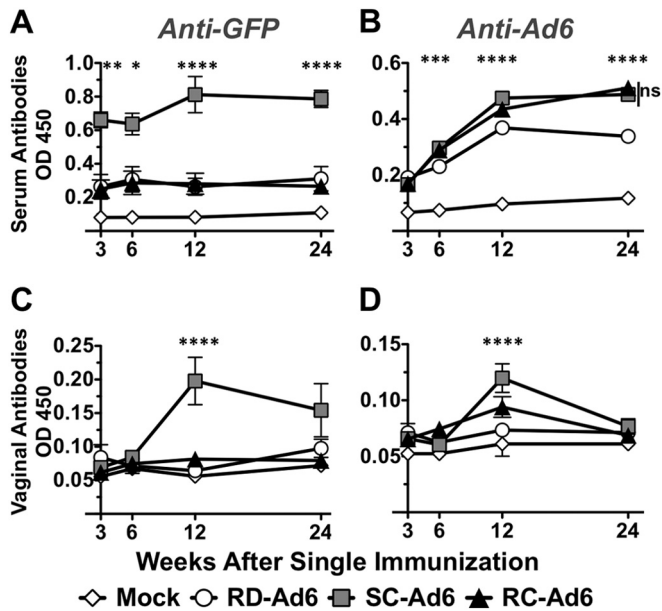 A
Anti-GFP
B
Anti-Ad6
** * **** ****
*** **** ****
1.0
0.8
0.6
0.4
0.2
3 6 12 24
Serum Antibodies
OD 450
0.6
0.4
0.2
ns
3 6 12 24
C
D
****
****
0.25
0.20
0.15
0.10
0.05
3 6 12 24
Vaginal Antibodies
OD 450
0.15
0.10
0.05
3 6 12 24
Weeks After Single Immunization
Mock RD-Ad6 SC-Ad6 RC-Ad6